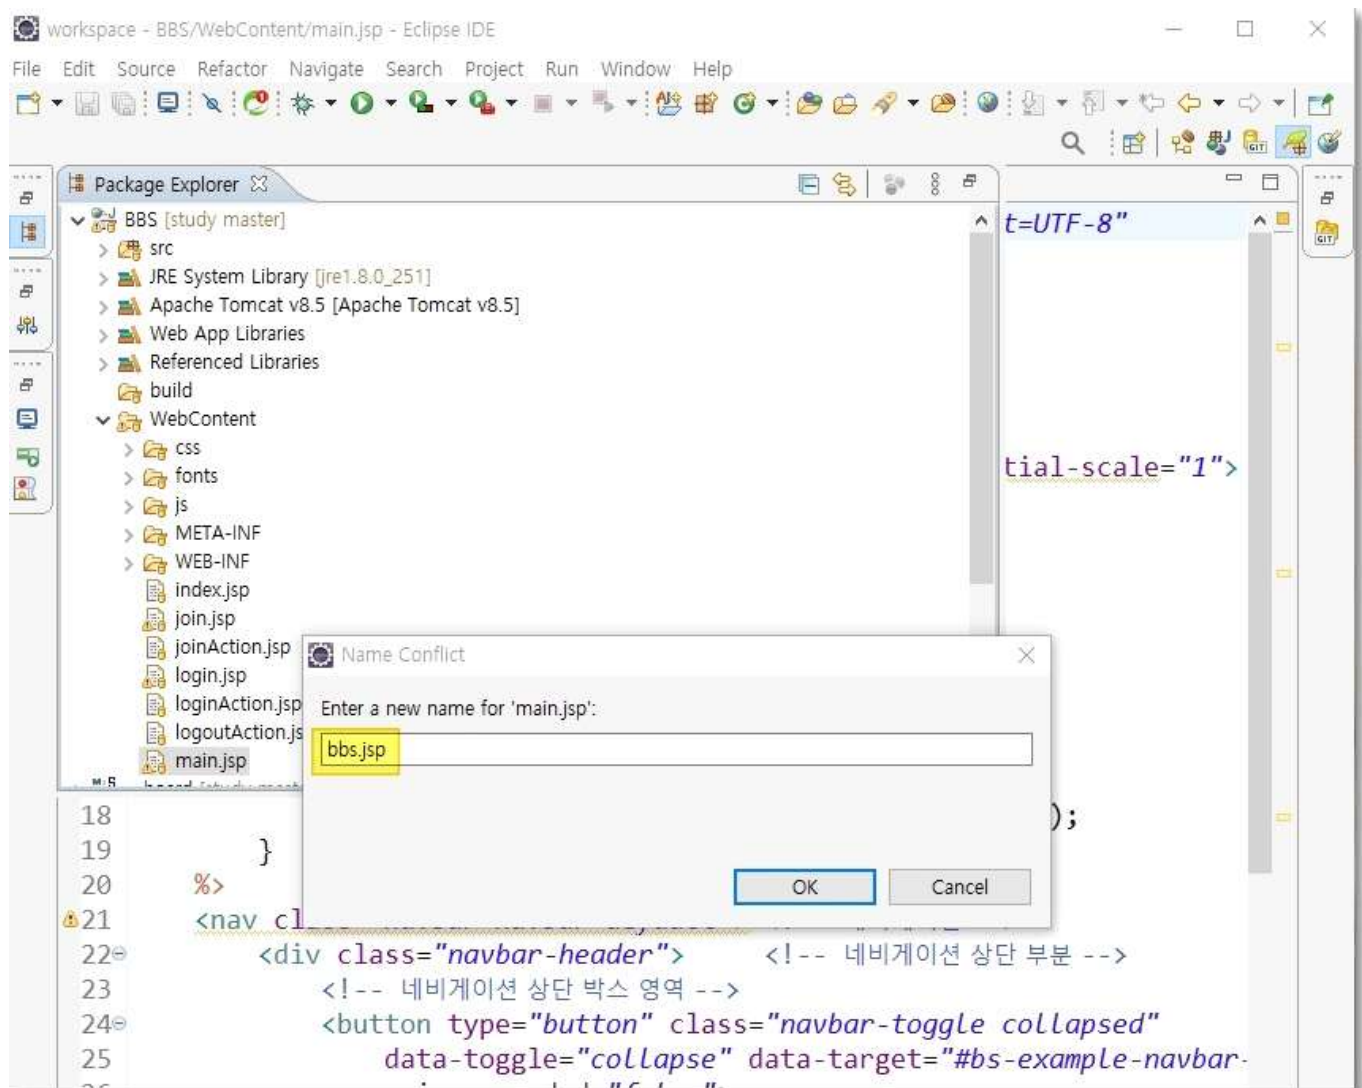 workspace - BBS/WebContent/main.jsp - Eclipse IDE
File Edit Source Refactor Navigate Search Project Run Window Help
Package Explorer
BBS [study master]
src
JRE System Library [jre1.8.0_251]
Apache Tomcat v8.5 [Apache Tomcat v8.5]
Web App Libraries
Referenced Libraries
build
WebContent
css
fonts
js
META-INF
WEB-INF
index.jsp
join.jsp
joinAction.jsp
login.jsp
loginAction.jsp
logoutAction.js
main.jsp
t=UTF-8"
tial-scale="1">
GIT
GIT
Name Conflict
Enter a new name for 'main.jsp':
bbs.jsp
OK Cancel
18 );
19 }
20 %>
21 <nav cl
22 <div class="navbar-header"> <!-- 네비게이션 상단 부분 -->
23 <!-- 네비게이션 상단 박스 영역 -->
24 <button type="button" class="navbar-toggle collapsed"
25 data-toggle="collapse" data-target="#bs-example-navbar-